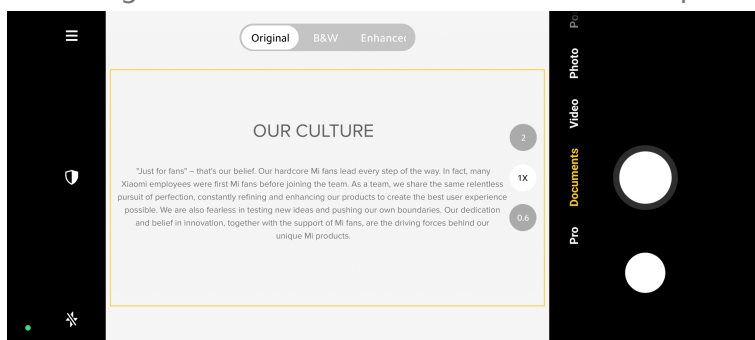 Original B&W Enhanced
OUR CULTURE
"Just for fans" – that's our belief. Our hardcore Mi fans lead every step of the way. In fact, many
Xiaomi employees were first Mi fans before joining the team. As a team, we share the same relentless
pursuit of perfection, constantly refining and enhancing our products to create the best user experience
possible. We are also fearless in testing new ideas and pushing our own boundaries. Our dedication
and belief in innovation, together with the support of Mi fans, are the driving forces behind our
unique Mi products.
2
1X
0.6
Po
Photo
Video
Documents
Pro